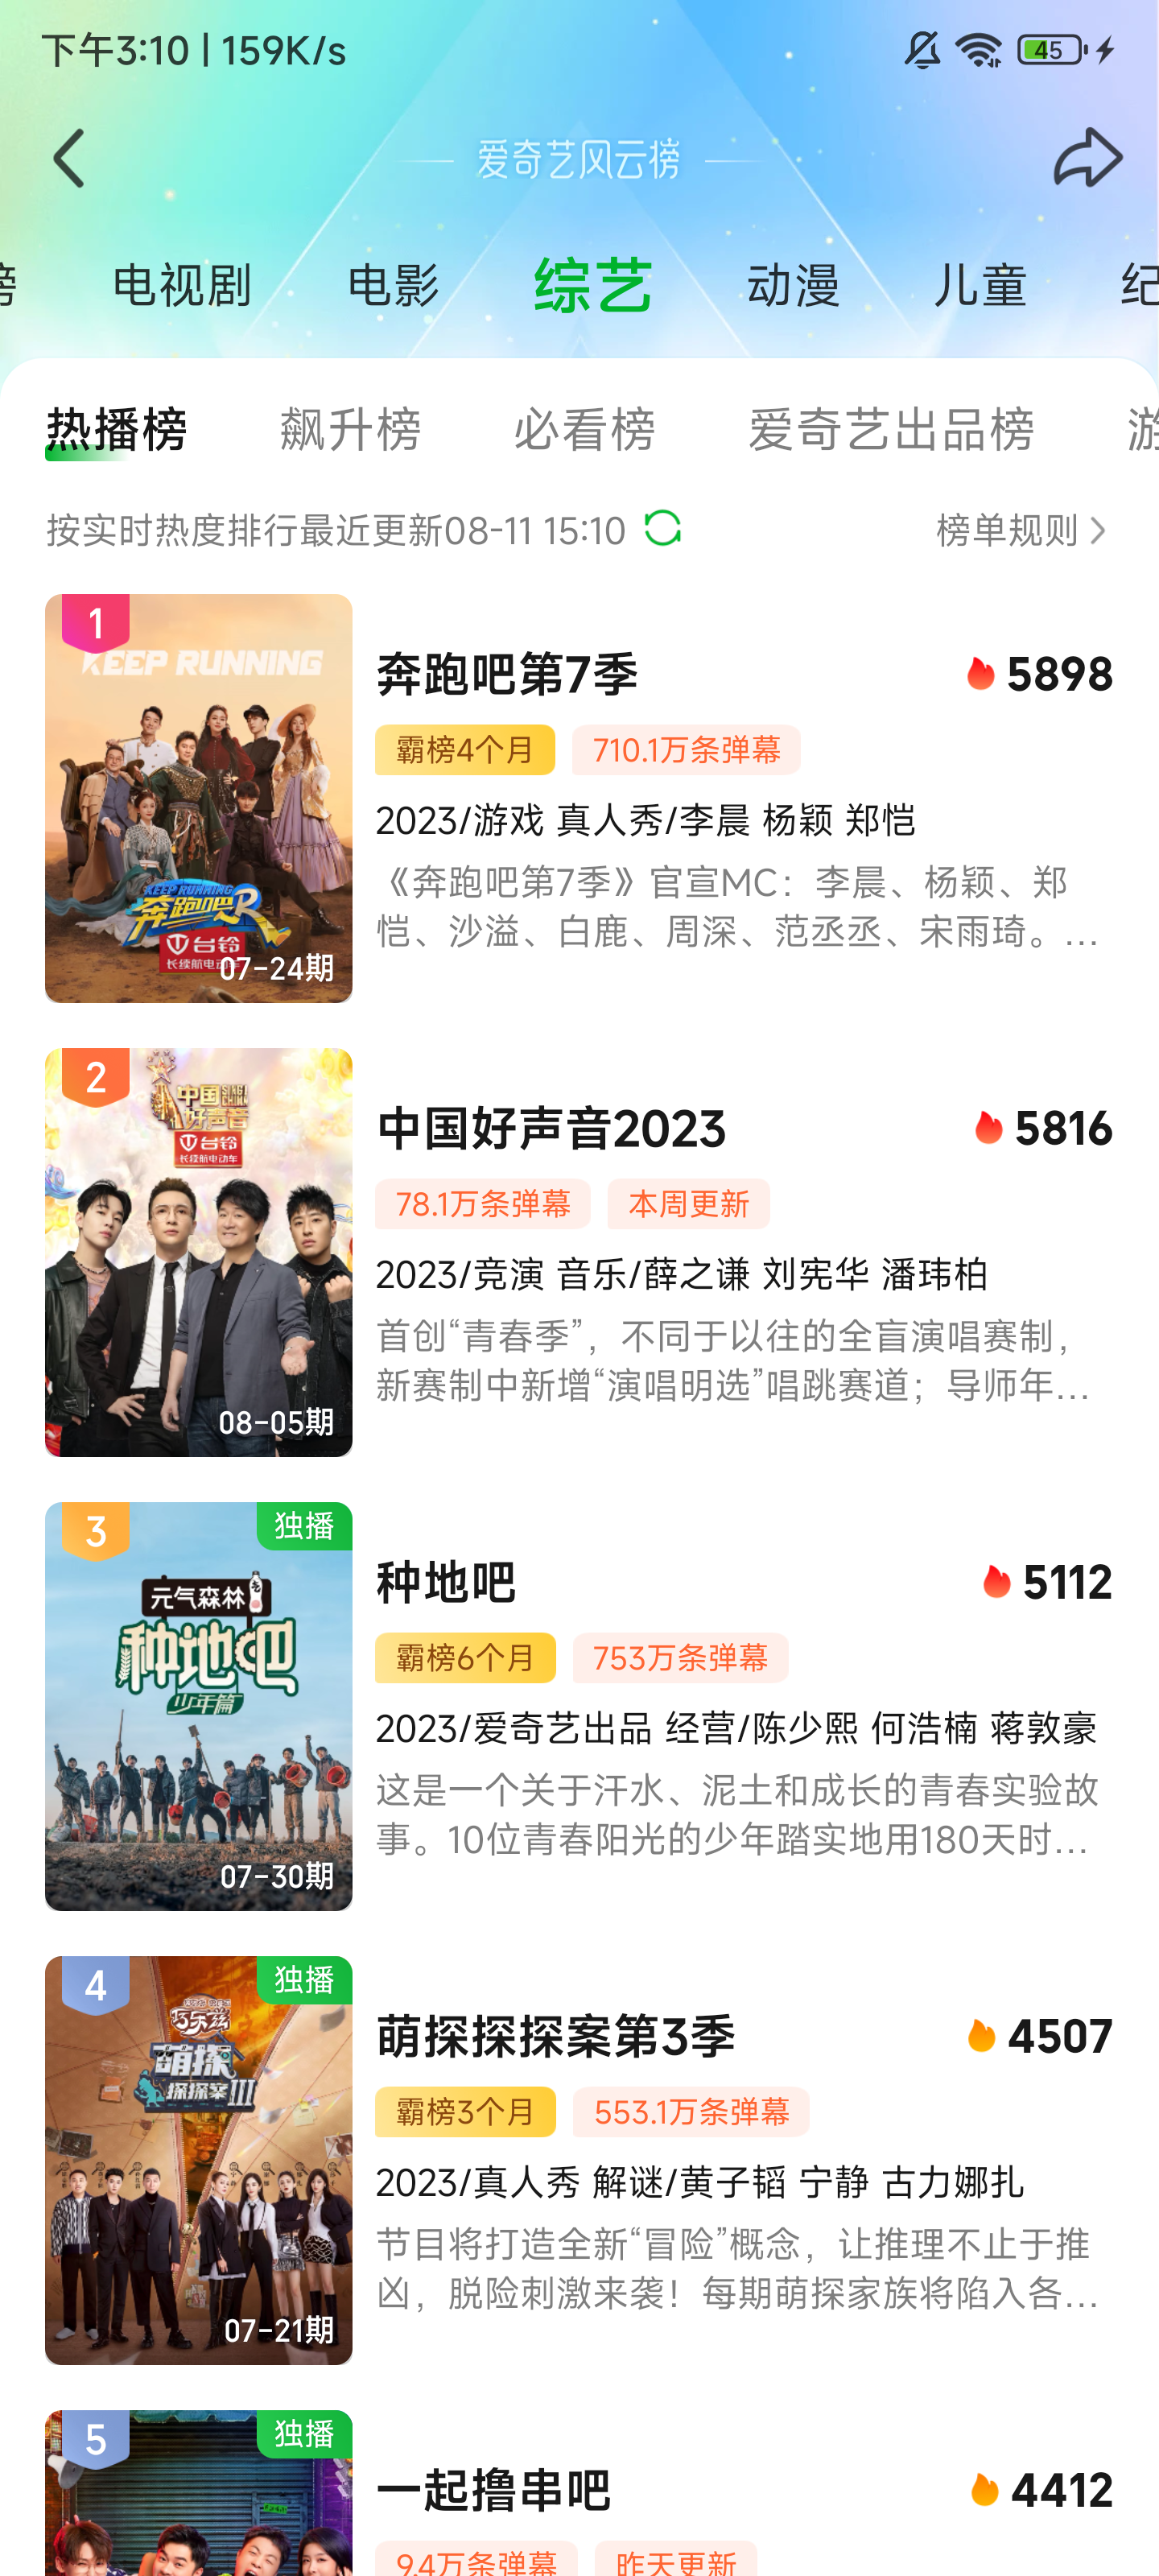 下午3:10 | 159K/s
45
爱奇艺风云榜
榜 电视剧 电影 综艺 动漫 儿童 纪
热播榜 飙升榜 必看榜 爱奇艺出品榜 游
按实时热度排行最近更新08-11 15:10 榜单规则
1
KEEP RUNNING
奔跑吧第7季 5898
霸榜4个月 710.1万条弹幕
2023/游戏 真人秀/李晨 杨颖 郑恺
《奔跑吧第7季》官宣MC：李晨、杨颖、郑
恺、沙溢、白鹿、周深、范丞丞、宋雨琦。...
KEEP RUNNING
奔跑吧R
台铃
长续航电动车
07-24期
2
中国
好声音
台铃
长续航电动车
中国好声音2023 5816
78.1万条弹幕 本周更新
2023/竞演 音乐/薛之谦 刘宪华 潘玮柏
首创“青春季”，不同于以往的全盲演唱赛制，
新赛制中新增“演唱明选”唱跳赛道；导师年...
08-05期
3 独播
元气森林
种地吧
少年篇
种地吧 5112
霸榜6个月 753万条弹幕
2023/爱奇艺出品 经营/陈少熙 何浩楠 蒋敦豪
这是一个关于汗水、泥土和成长的青春实验故
事。10位青春阳光的少年踏实地用180天时...
07-30期
4 独播
巧乐兹
萌探
探探案III
萌探探探案第3季 4507
霸榜3个月 553.1万条弹幕
2023/真人秀 解谜/黄子韬 宁静 古力娜扎
节目将打造全新“冒险”概念，让推理不止于推
凶，脱险刺激来袭！每期萌探家族将陷入各...
07-21期
5 独播
一起撸串吧 4412
9.4万条弹幕 昨天更新